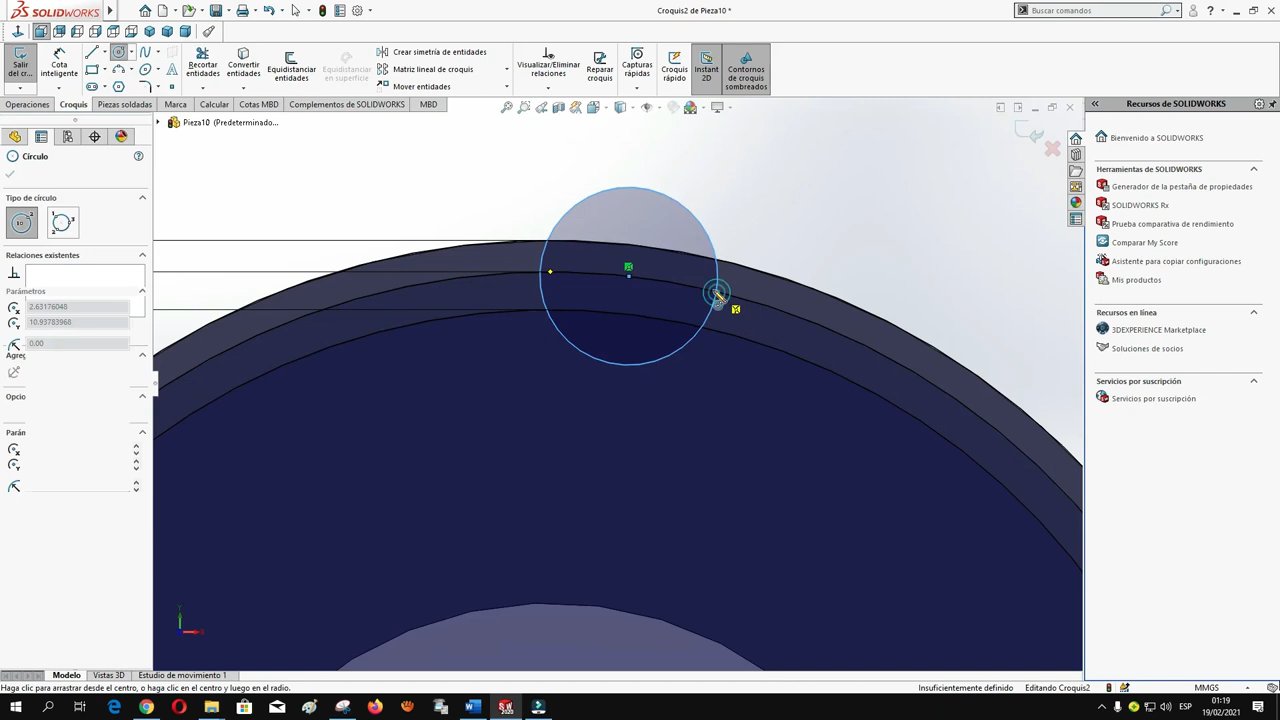 SOLIDWORKS
Croquis2 de Pieza10 *
Buscar comandos
Salir del cr...
Cota inteligente
Recortar entidades
Convertir entidades
Equidistanciar entidades
Equidistanciar en superficie
Crear simetría de entidades
Matriz lineal de croquis
Mover entidades
Visualizar/Eliminar relaciones
Reparar croquis
Capturas rápidas
Croquis rápido
Instant 2D
Contornos de croquis sombreados
Operaciones
Croquis
Piezas soldadas
Marca
Calcular
Cotas MBD
Complementos de SOLIDWORKS
MBD
Pieza10 (Predeterminado...
Círculo
Tipo de círculo
Relaciones existentes
Parámetros
2.63176048
10.93783968
0.00
Agreg
Opcio
Parán
Recursos de SOLIDWORKS
Bienvenido a SOLIDWORKS
Herramientas de SOLIDWORKS
Generador de la pestaña de propiedades
SOLIDWORKS Rx
Prueba comparativa de rendimiento
Comparar My Score
Asistente para copiar configuraciones
Mis productos
Recursos en línea
3DEXPERIENCE Marketplace
Soluciones de socios
Servicios por suscripción
Servicios por suscripción
Modelo
Vistas 3D
Estudio de movimiento 1
Haga clic para arrastrar desde el centro, o haga clic en el centro y luego en el radio.
Insuficientemente definido
Editando Croquis2
MMGS
ESP
01:19
19/02/2021